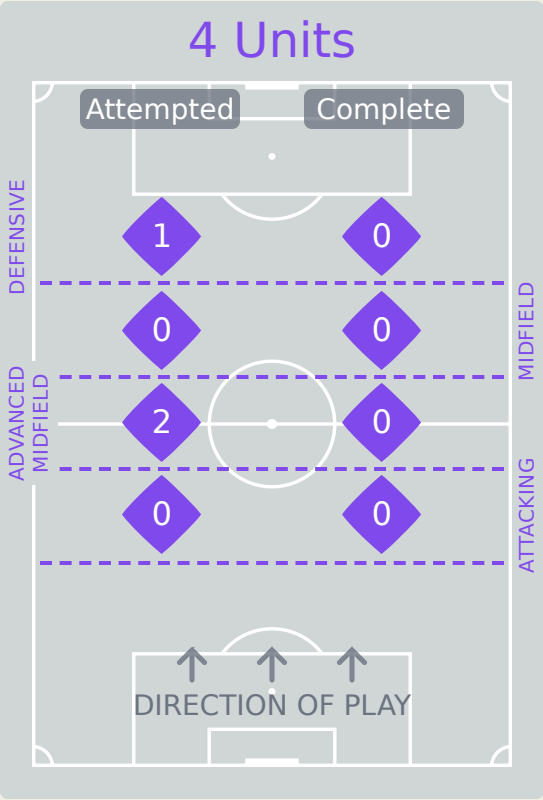 4 Units
Attempted Complete
DEFENSIVE
1 0
MIDFIELD
0 0
ADVANCED
MIDFIELD
2 0
ATTACKING
0 0
DIRECTION OF PLAY